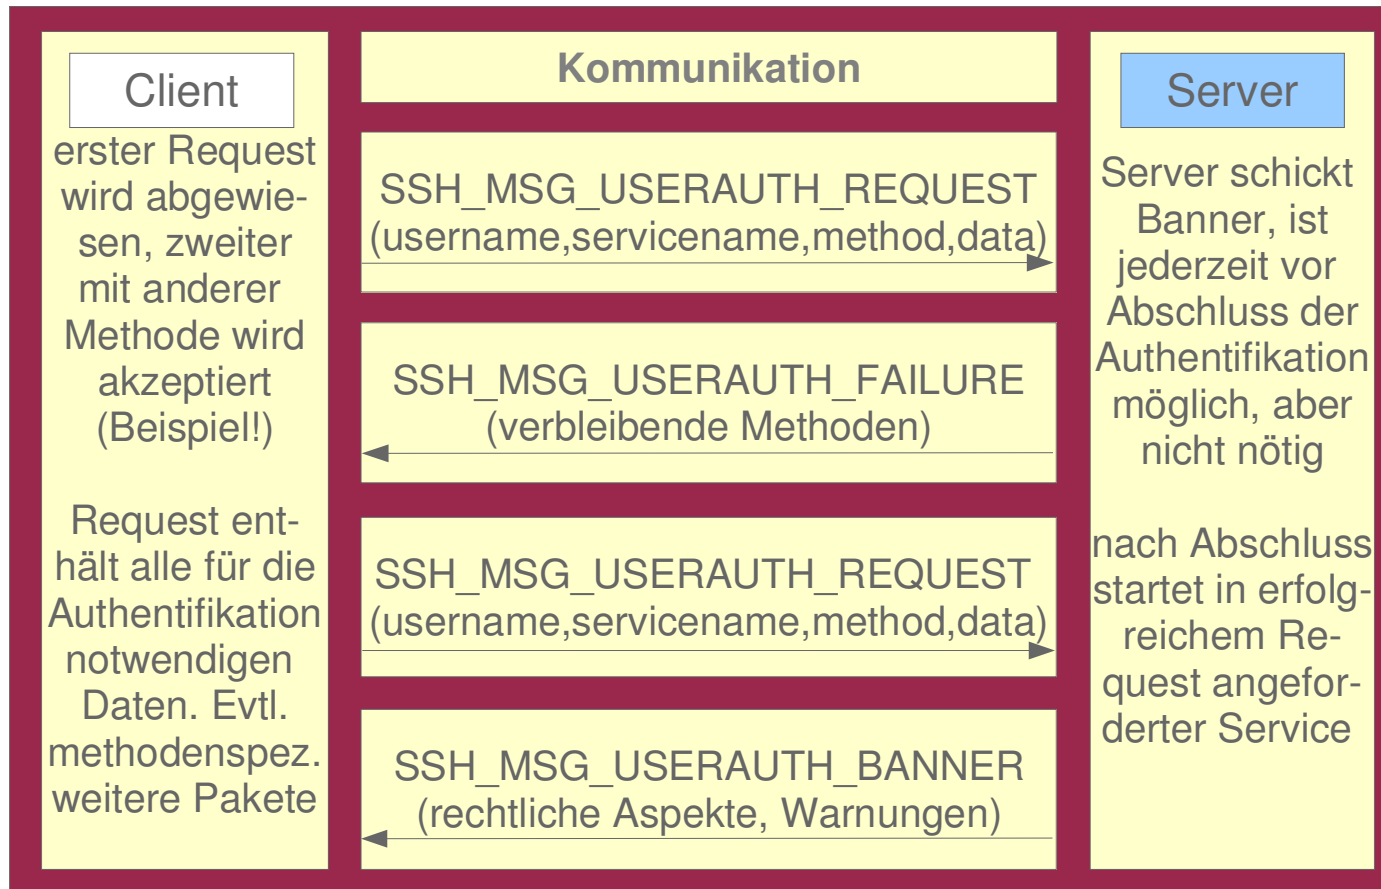 Client
erster Request
wird abgewie-
sen, zweiter
mit anderer
Methode wird
akzeptiert
(Beispiel!)
Request ent-
hält alle für die
Authentifikation
notwendigen
Daten. Evtl.
methodenspez.
weitere Pakete
Kommunikation
SSH_MSG_USERAUTH_REQUEST
(username,servicename,method,data)
SSH_MSG_USERAUTH_FAILURE
(verbleibende Methoden)
SSH_MSG_USERAUTH_REQUEST
(username,servicename,method,data)
SSH_MSG_USERAUTH_BANNER
(rechtliche Aspekte, Warnungen)
Server
Server schickt
Banner, ist
jederzeit vor
Abschluss der
Authentifikation
möglich, aber
nicht nötig
nach Abschluss
startet in erfolg-
reichem Re-
quest angefor-
derter Service